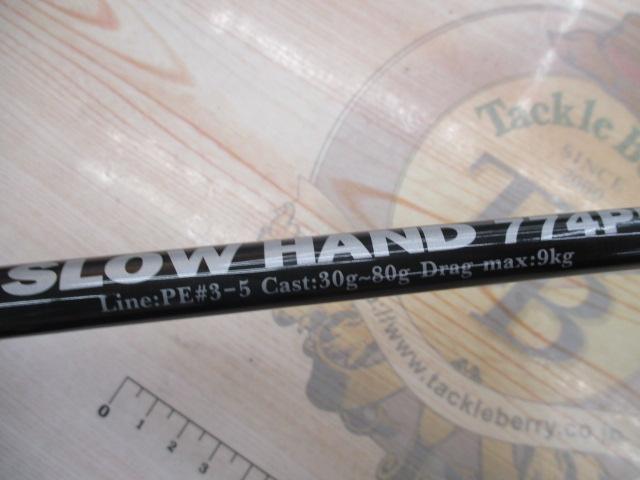 SLOW HAND 774P
Line:PE#3-5 Cast:30g~80g Drag max:9kg
Tackle B
SINCE
T
B
www.tackleberry.co.jp
0
1
2
3